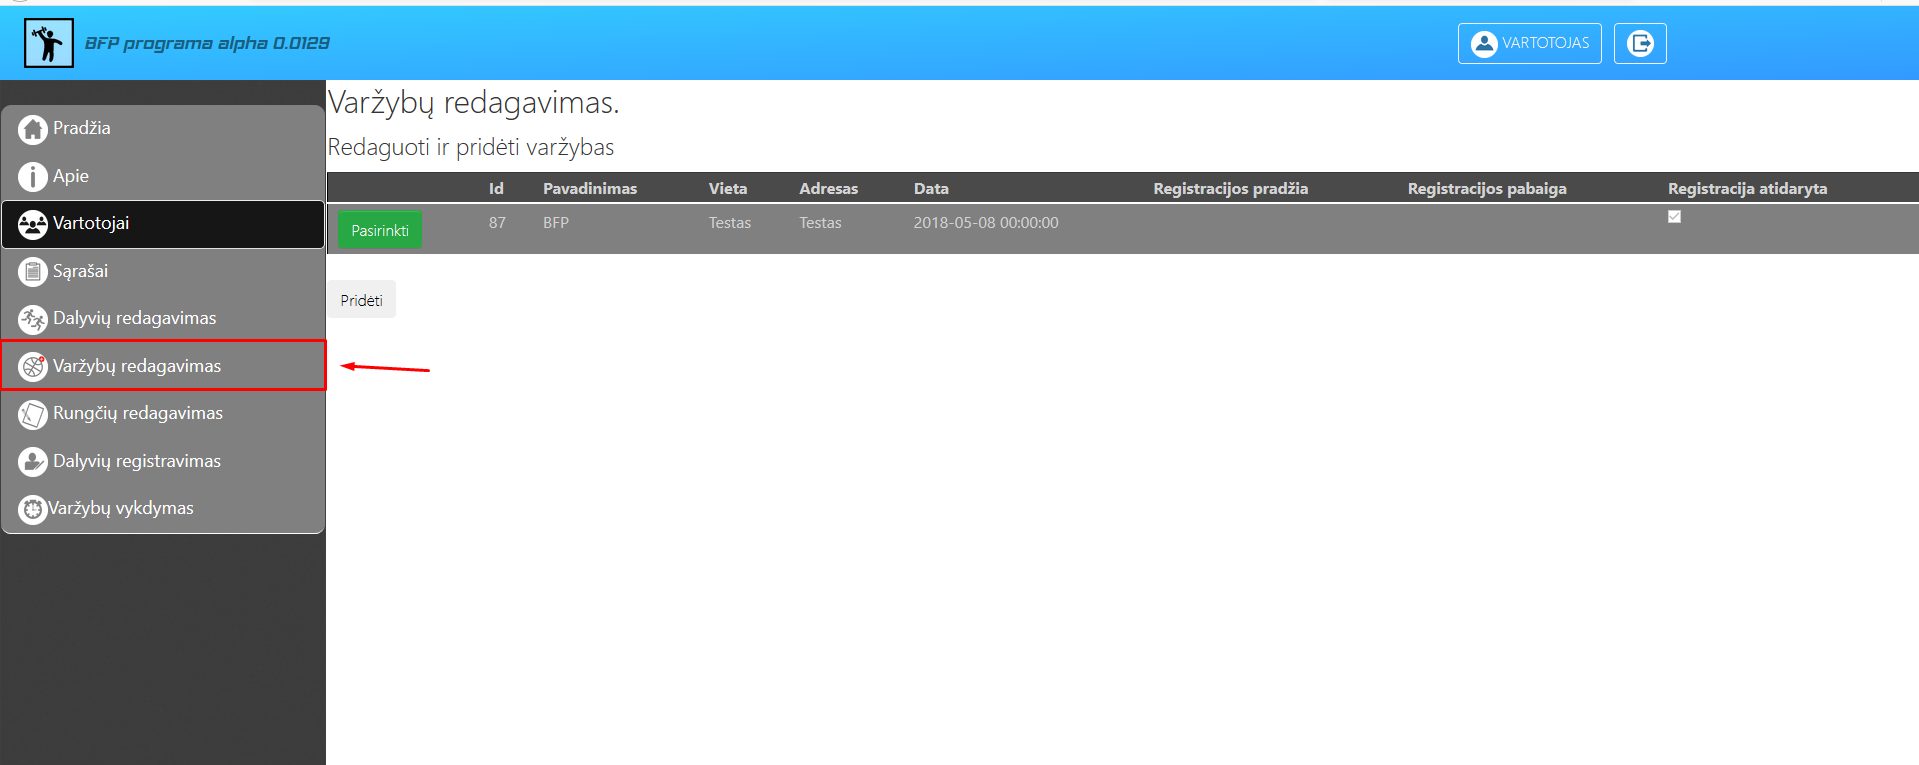 BFP programa alpha 0.0129
VARTOTOJAS
Pradžia
Apie
Vartotojai
Sąrašai
Dalyvių redagavimas
Varžybų redagavimas
Rungčių redagavimas
Dalyvių registravimas
Varžybų vykdymas
Varžybų redagavimas.
Redaguoti ir pridėti varžybas
Id Pavadinimas Vieta Adresas Data Registracijos pradžia Registracijos pabaiga Registracija atidaryta
Pasirinkti 87 BFP Testas Testas 2018-05-08 00:00:00
Pridėti